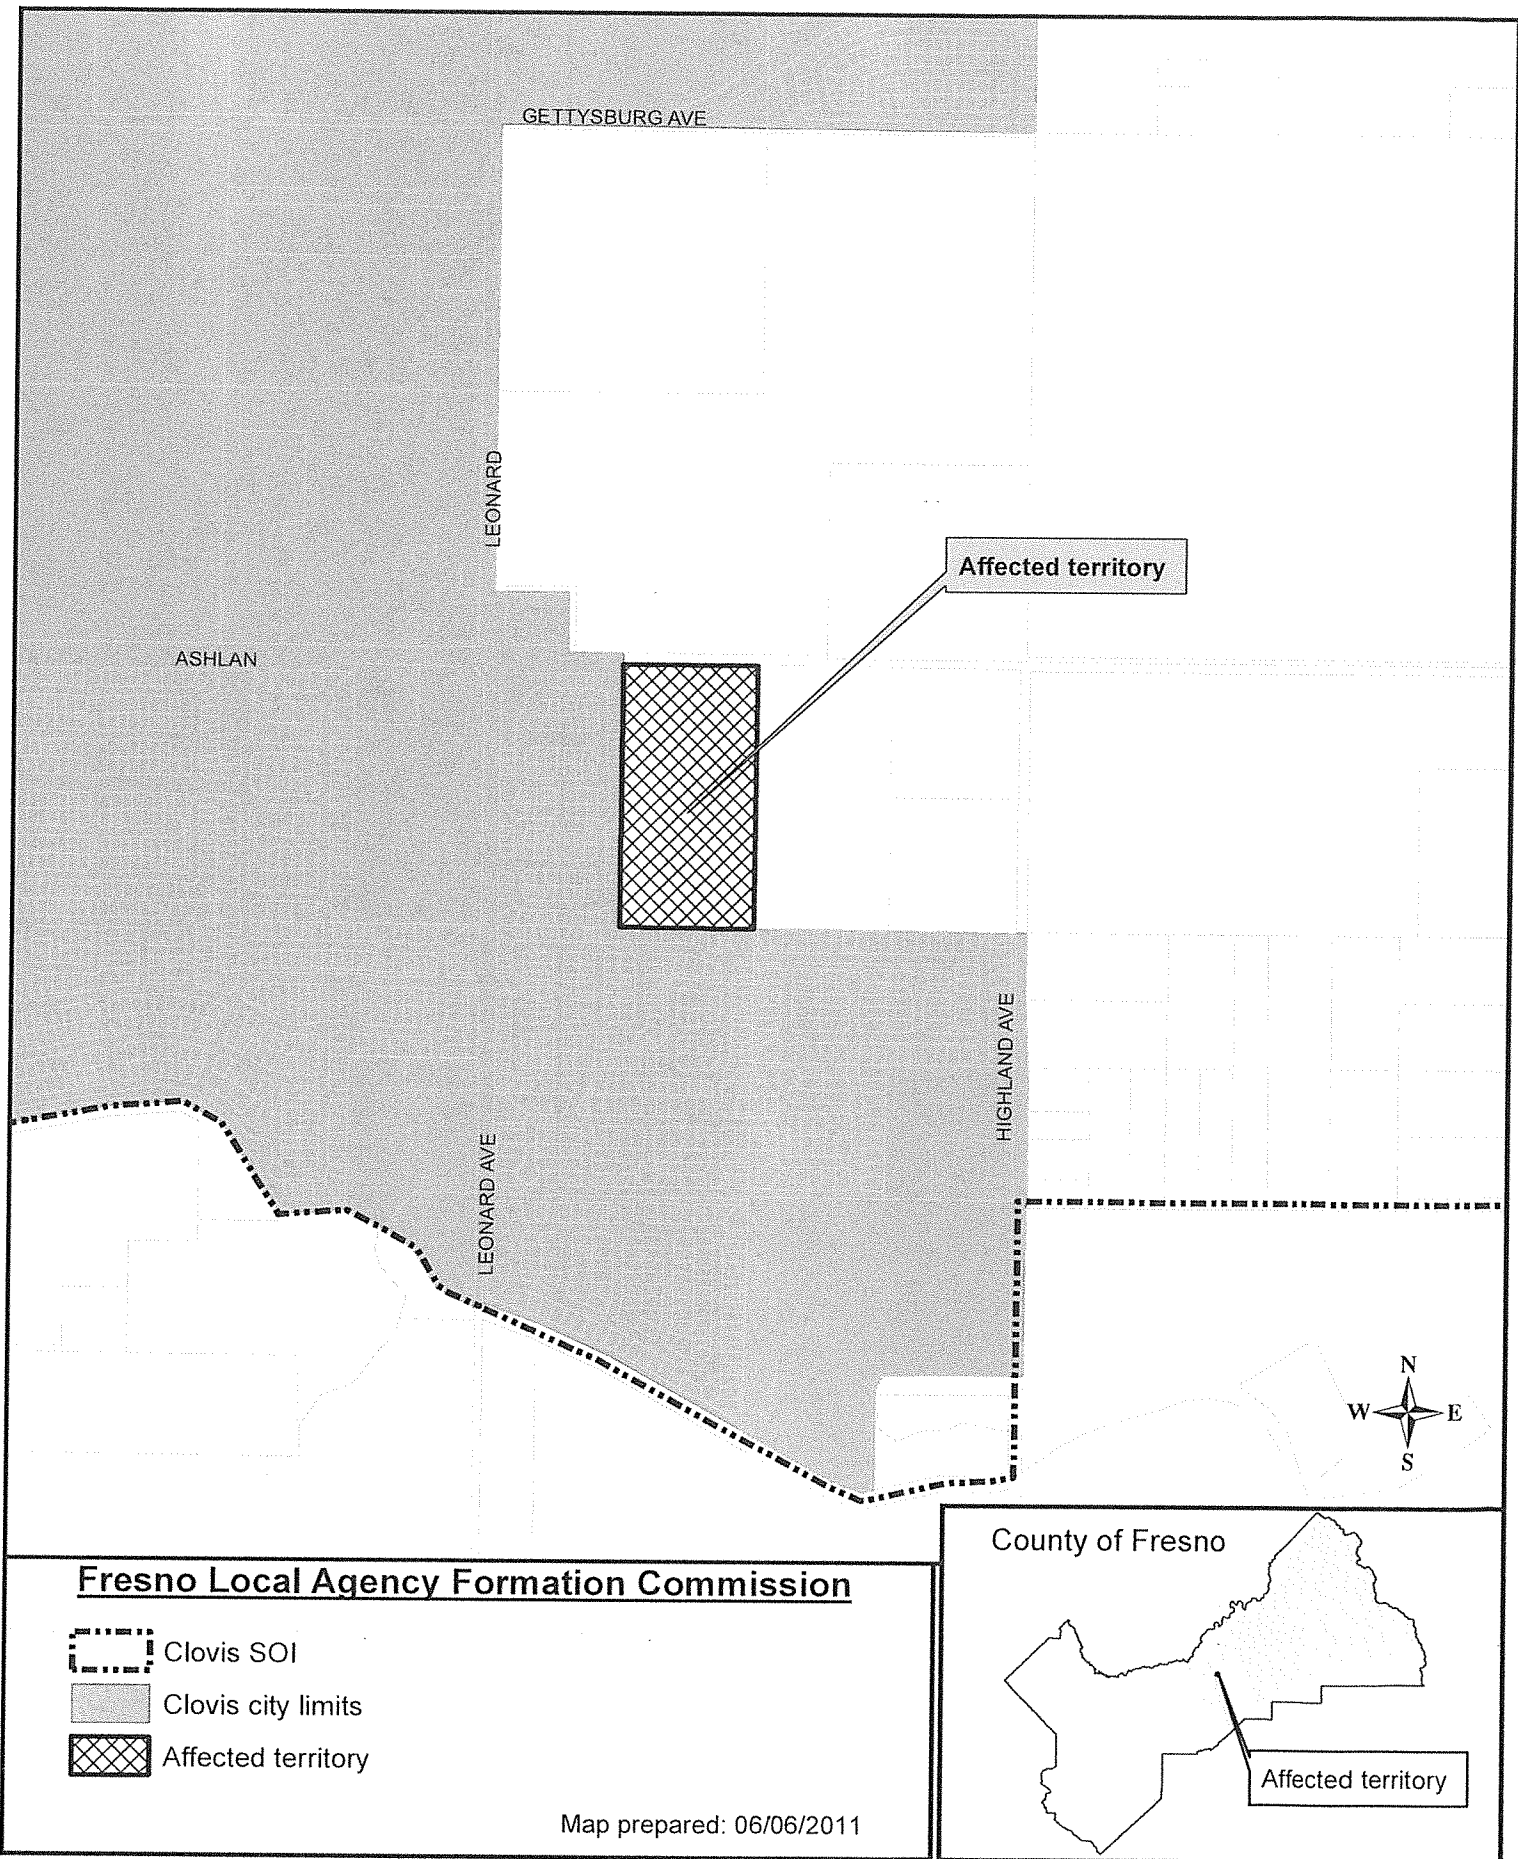 GETTYSBURG AVE
LEONARD
Affected territory
ASHLAN
HIGHLAND AVE
LEONARD AVE
N
W
E
S
Fresno Local Agency Formation Commission
Clovis SOI
Clovis city limits
Affected territory
Map prepared: 06/06/2011
County of Fresno
Affected territory